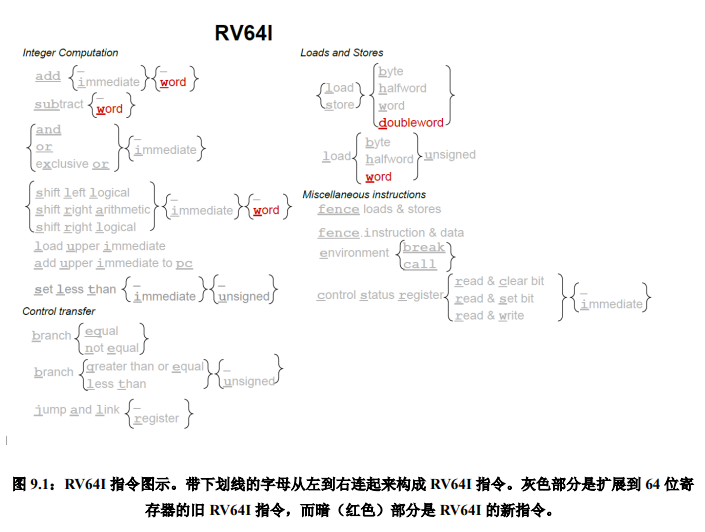 RV64I
Integer Computation
add {_ immediate} {_ word}
subtract {_ word}
and
or
exclusive or
{_ immediate}
shift left logical
shift right arithmetic
shift right logical
{_ immediate} {_ word}
load upper immediate
add upper immediate to pc
set less than {_ immediate} {_ unsigned}
Control transfer
branch {equal
not equal}
branch {greater than or equal
less than} {_ unsigned}
jump and link {_ register}
Loads and Stores
load
store
byte
halfword
word
doubleword
load
byte
halfword
word
unsigned
Miscellaneous instructions
fence loads & stores
fence.instruction & data
environment {break
call}
control status register
read & clear bit
read & set bit
read & write
{_ immediate}
图 9.1：RV64I 指令图示。带下划线的字母从左到右连起来构成 RV64I 指令。灰色部分是扩展到 64 位寄
存器的旧 RV64I 指令，而暗（红色）部分是 RV64I 的新指令。